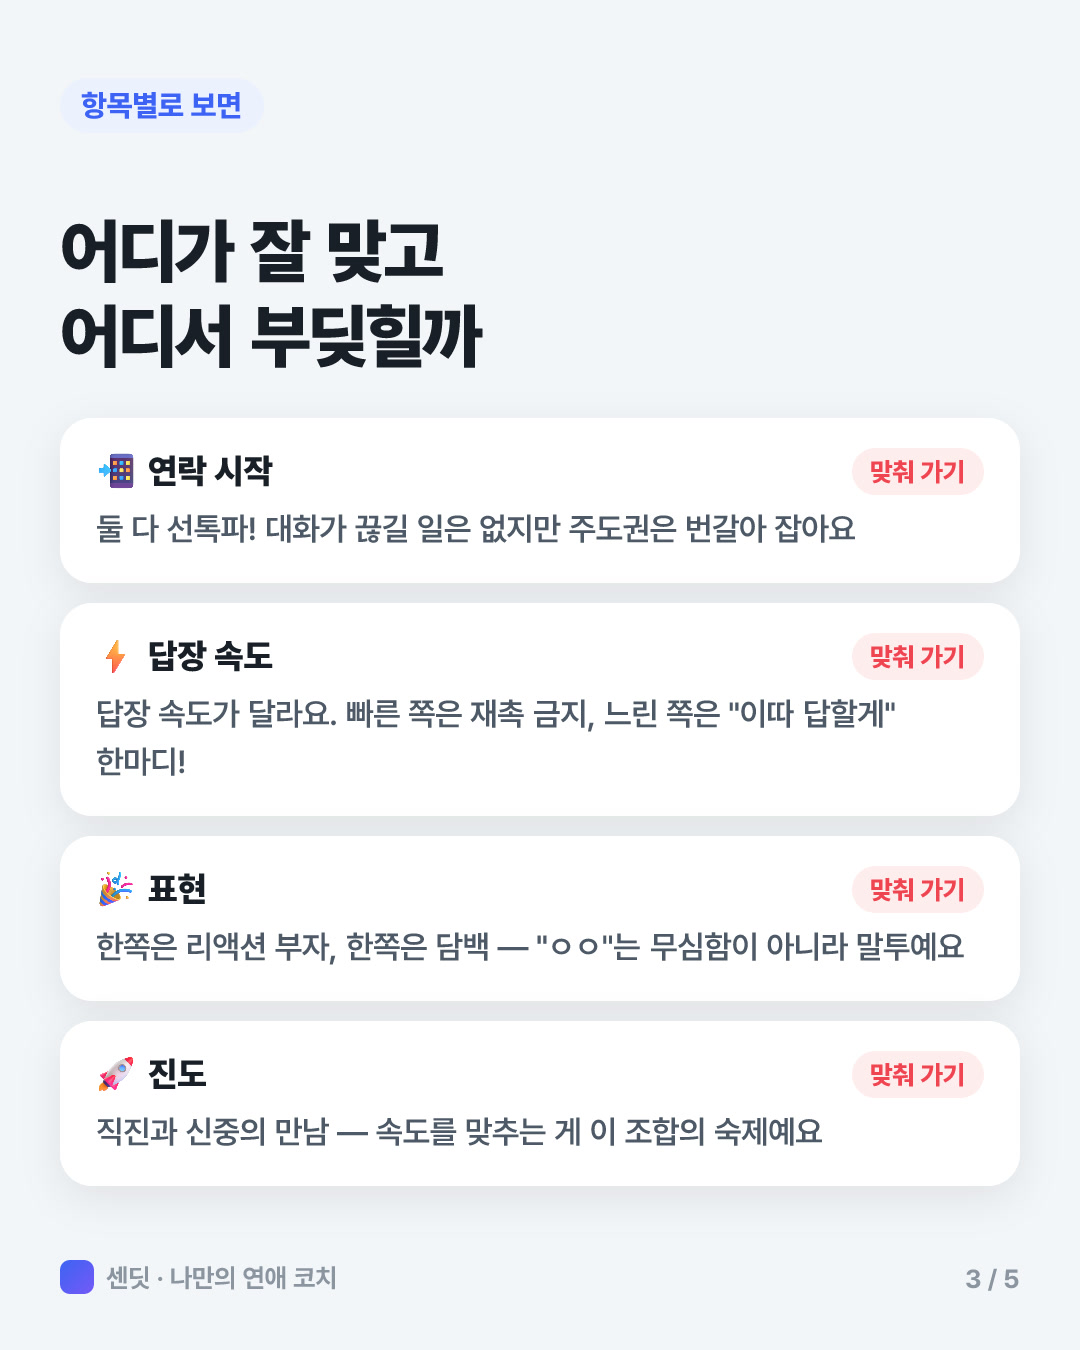 항목별로 보면
어디가 잘 맞고
어디서 부딪힐까
📲 연락 시작
맞춰 가기
둘 다 선톡파! 대화가 끊길 일은 없지만 주도권은 번갈아 잡아요
⚡ 답장 속도
맞춰 가기
답장 속도가 달라요. 빠른 쪽은 재촉 금지, 느린 쪽은 "이따 답할게"
한마디!
🎉 표현
맞춰 가기
한쪽은 리액션 부자, 한쪽은 담백 — "ㅇㅇ"는 무심함이 아니라 말투예요
🚀 진도
맞춰 가기
직진과 신중의 만남 — 속도를 맞추는 게 이 조합의 숙제예요
센딧 · 나만의 연애 코치
3 / 5